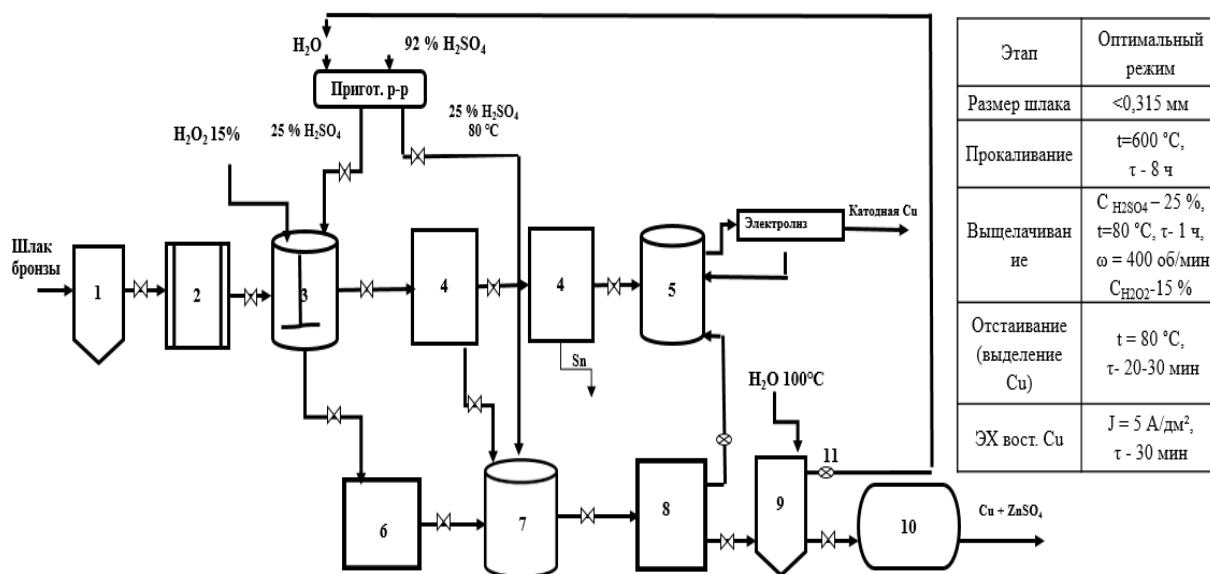 H₂O
92 % H₂SO₄
Пригот. р-р
H₂O₂ 15%
25 % H₂SO₄
25 % H₂SO₄
80 °C
Шлак
бронзы
1
2
3
4
4
5
Электролиз
Катодная Cu
Sn
H₂O 100°C
11
6
7
8
9
10
Cu + ZnSO₄
Этап
Оптимальный
режим
Размер шлака
<0,315 мм
Прокаливание
t=600 °C,
τ - 8 ч
Выщелачиван
ие
C H2SO4 – 25 %,
t=80 °C, τ- 1 ч,
ω = 400 об/мин
C_H2O2-15 %
Отстаивание
(выделение
Cu)
t = 80 °C,
τ- 20-30 мин
ЭХ вост. Cu
J = 5 А/дм²,
τ - 30 мин